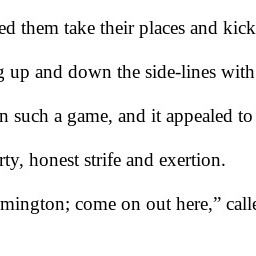 ed them take their places and kick
g up and down the side-lines with
n such a game, and it appealed to
rty, honest strife and exertion.
mington; come on out here,” calle